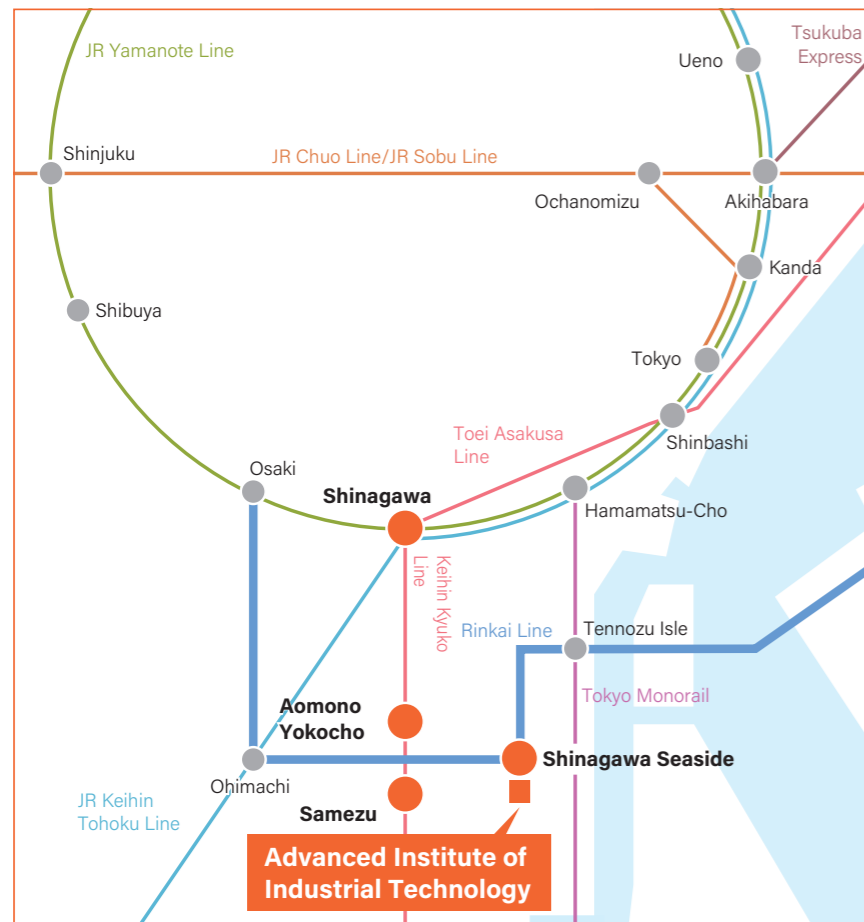 JR Yamanote Line
Tsukuba
Express
Ueno
Shinjuku
JR Chuo Line/JR Sobu Line
Ochanomizu
Akihabara
Kanda
Shibuya
Tokyo
Toei Asakusa
Line
Shinbashi
Osaki
Shinagawa
Hamamatsu-Cho
Keihin Kyuko
Line
Rinkai Line
Tennozu Isle
Tokyo Monorail
Aomono
Yokocho
Shinagawa Seaside
Ohimachi
JR Keihin
Tohoku Line
Samezu
Advanced Institute of
Industrial Technology